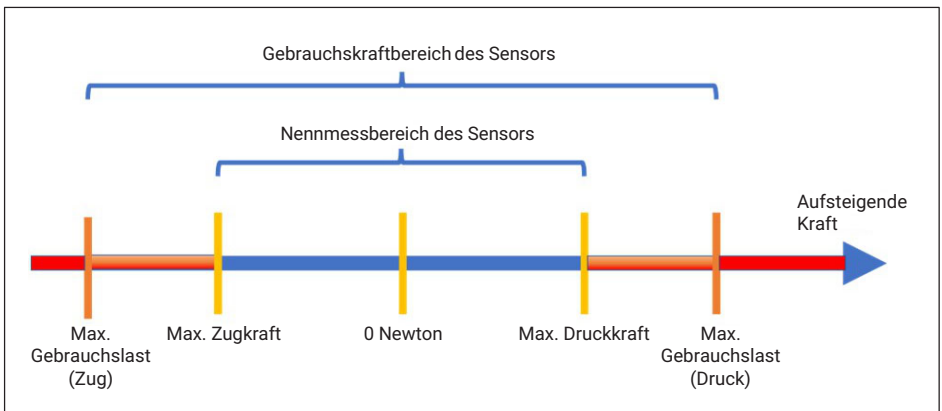 Gebrauchskraftbereich des Sensors
Nennmessbereich des Sensors
Aufsteigende
Kraft
Max.
Gebrauchslast
(Zug)
Max. Zugkraft
0 Newton
Max. Druckkraft
Max.
Gebrauchslast
(Druck)